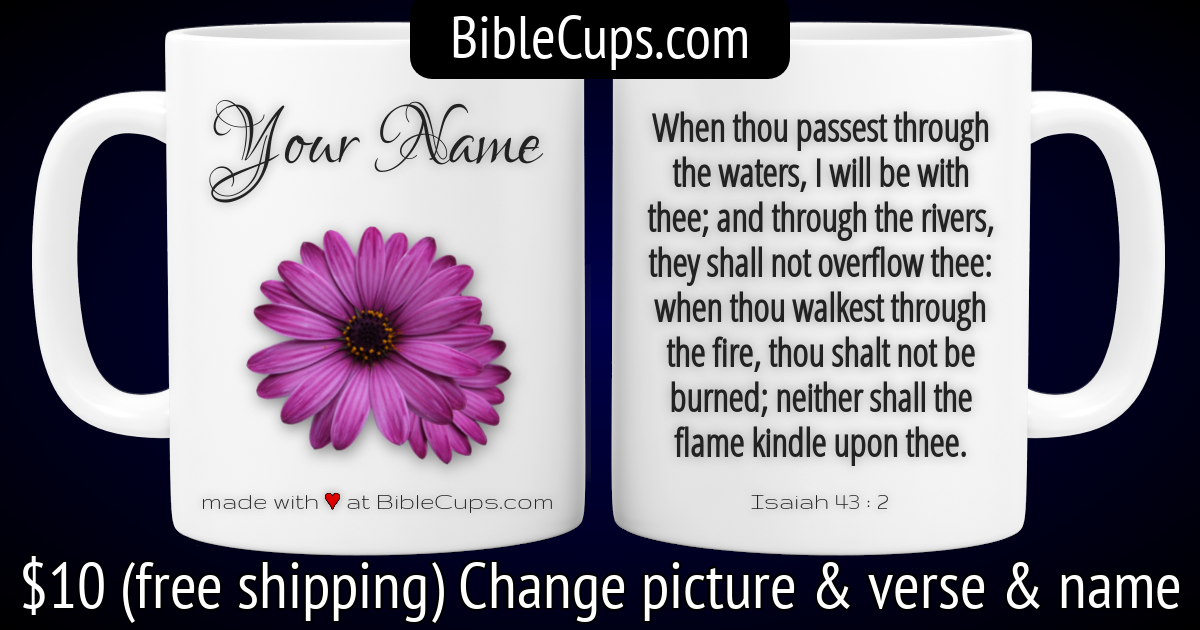 BibleCups.com
Your Name
made with ♥ at BibleCups.com
When thou passest through
the waters, I will be with
thee; and through the rivers,
they shall not overflow thee:
when thou walkest through
the fire, thou shalt not be
burned; neither shall the
flame kindle upon thee.
Isaiah 43 : 2
$10 (free shipping) Change picture & verse & name